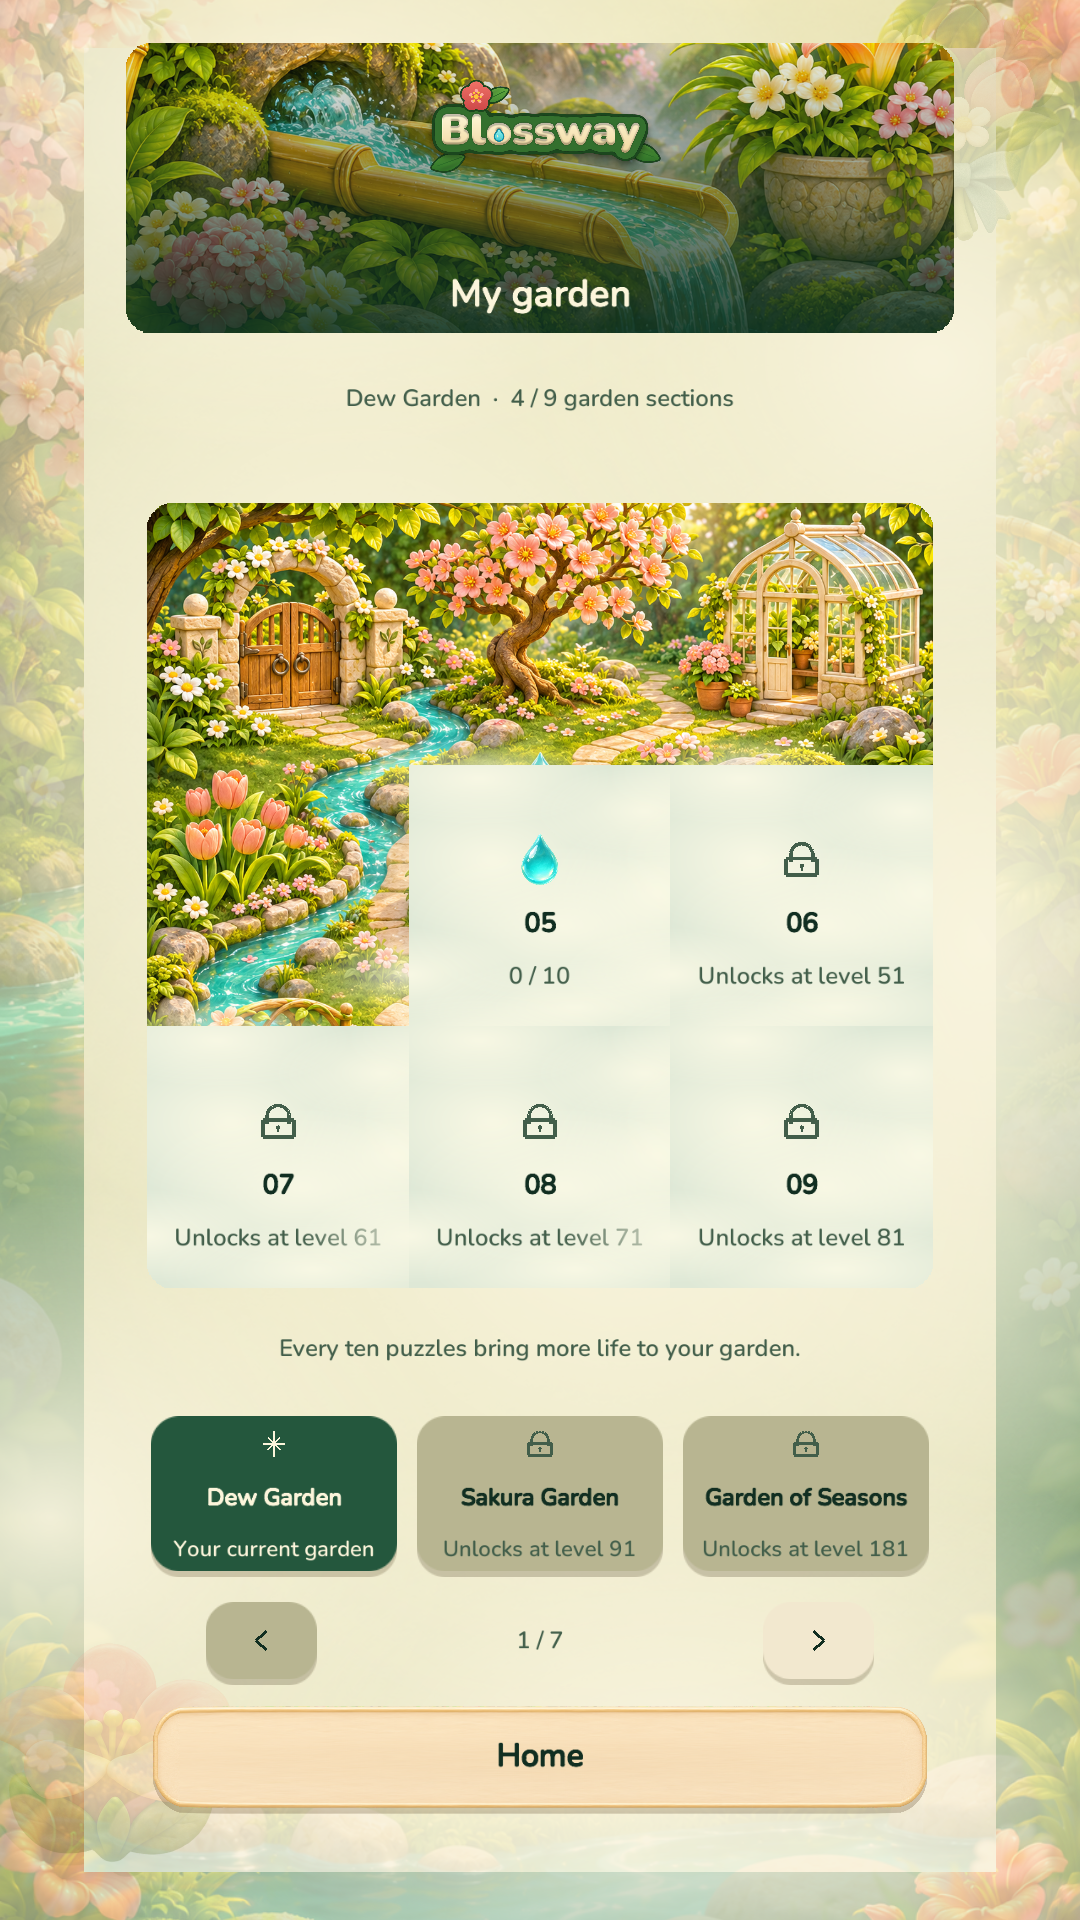 Blossway
My garden
Dew Garden · 4 / 9 garden sections
05
0 / 10
06
Unlocks at level 51
07
Unlocks at level 61
08
Unlocks at level 71
09
Unlocks at level 81
Every ten puzzles bring more life to your garden.
Dew Garden
Your current garden
Sakura Garden
Unlocks at level 91
Garden of Seasons
Unlocks at level 181
1 / 7
Home